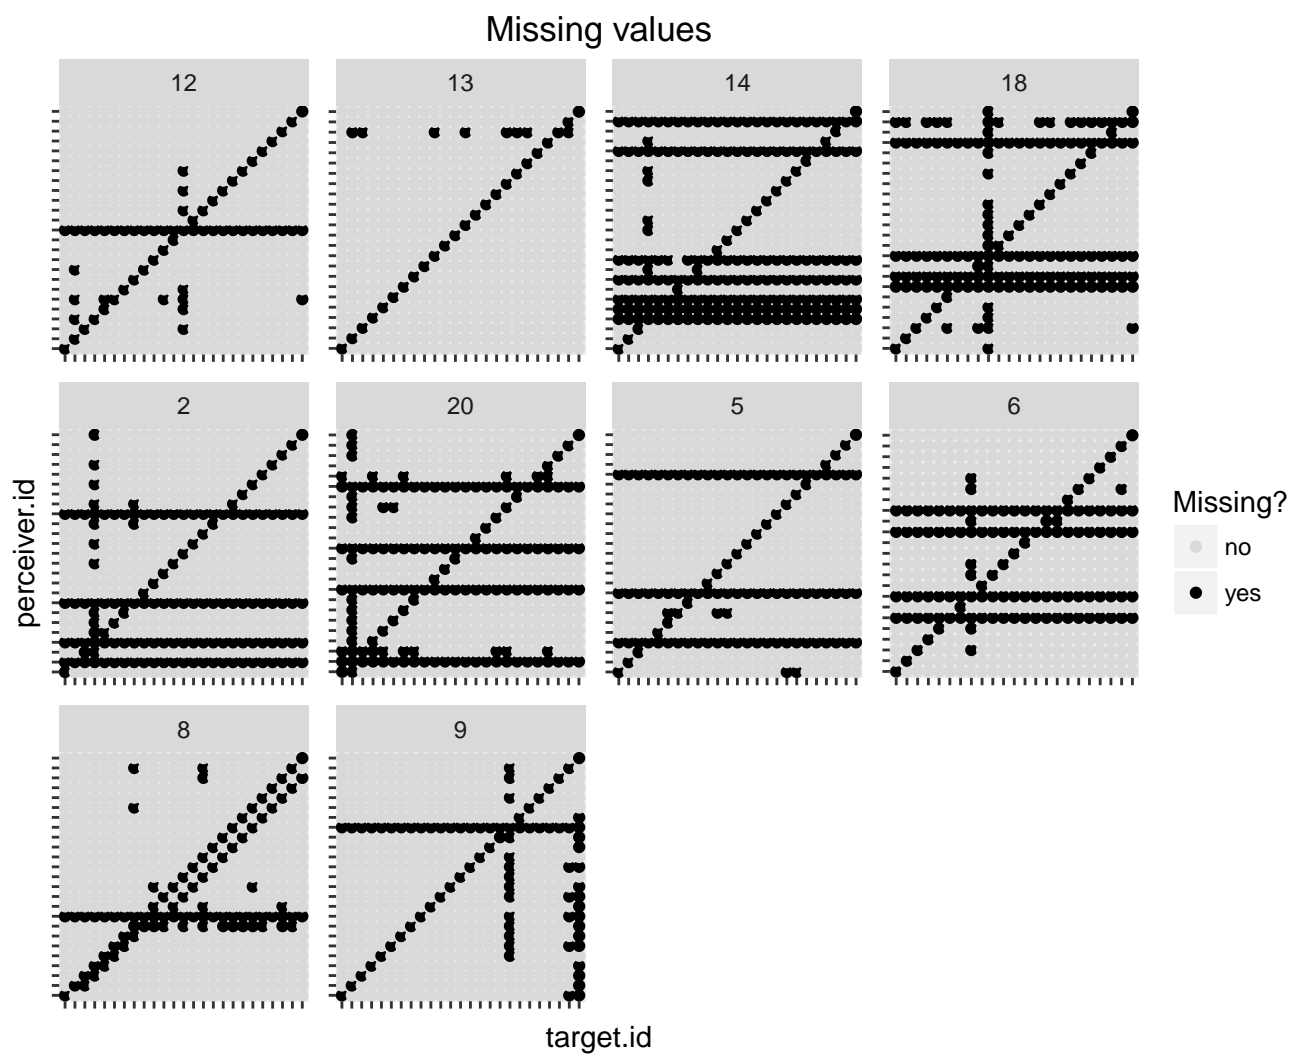 Missing values
12 13 14 18
2 20 5 6
perceiver.id
Missing?
no
yes
8 9
target.id